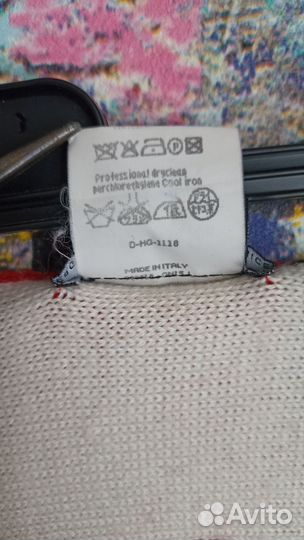 Professional dryclean
perchlorethylene Cool iron
D-HG-1118
MADE IN ITALY
Avito